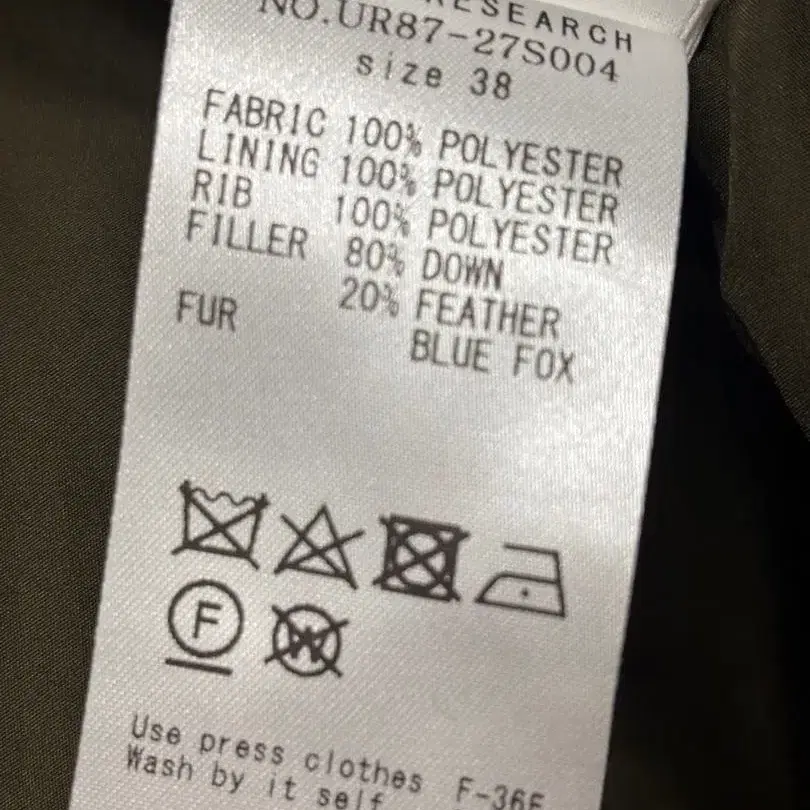 RESEARCH
NO.UR87-27S004
size 38
FABRIC 100% POLYESTER
LINING 100% POLYESTER
RIB 100% POLYESTER
FILLER 80% DOWN
20% FEATHER
FUR BLUE FOX
F W
Use press clothes F-36F
Wash by it self